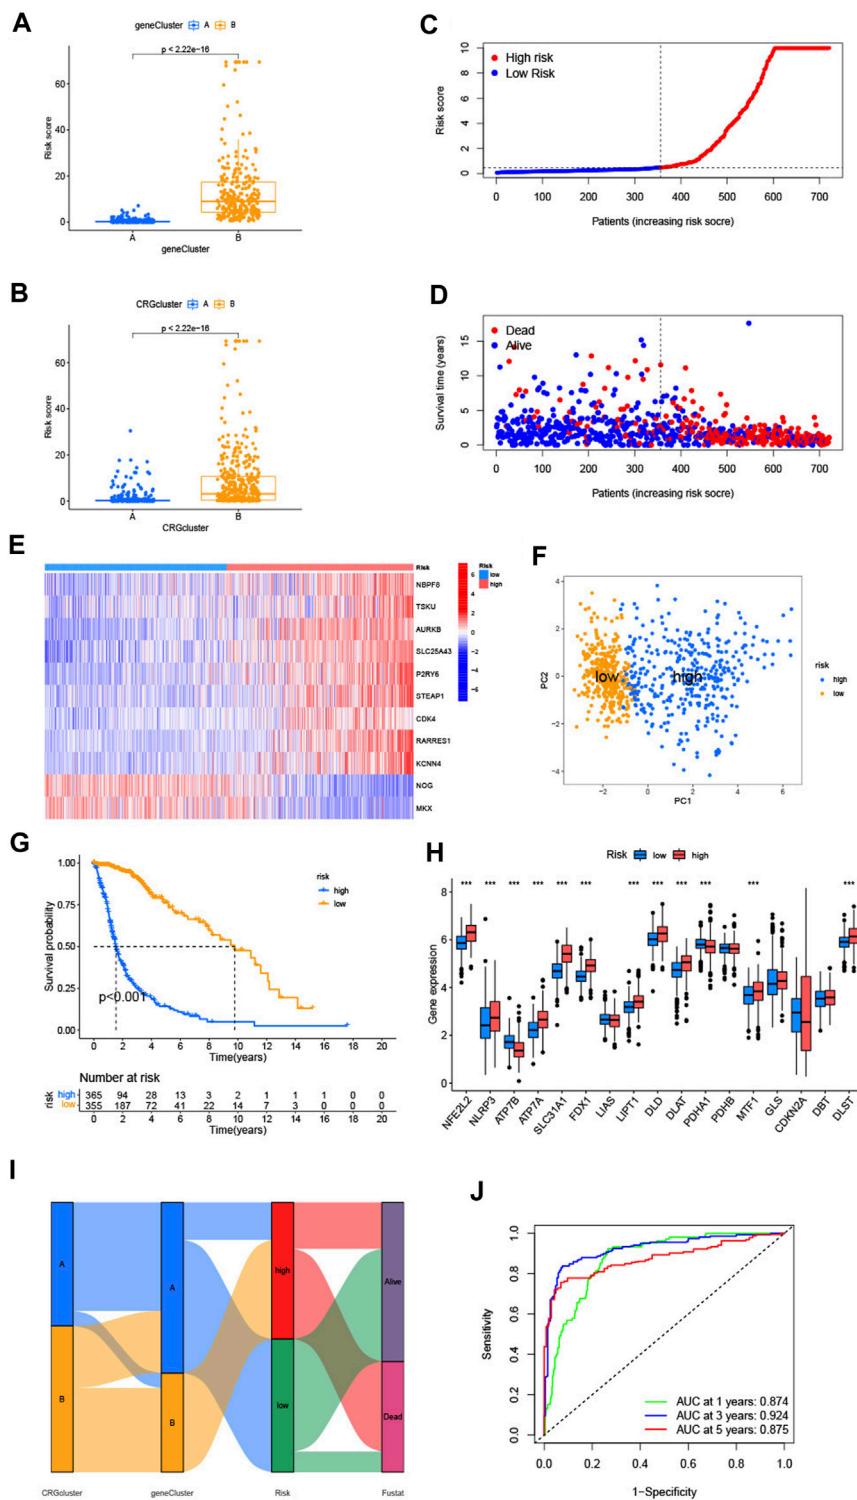 A
geneCluster A B
p < 2.22e-16
60
40
20
0
Risk score
A B
geneCluster
B
CRGcluster A B
p < 2.22e-16
60
40
20
0
Risk score
A B
CRGcluster
C
High risk
Low Risk
10
8
6
4
2
0
Risk score
0 100 200 300 400 500 600 700
Patients (increasing risk socre)
D
Dead
Alive
15
10
5
0
Survival time (years)
0 100 200 300 400 500 600 700
Patients (increasing risk socre)
E
Risk
NBPF6
TSKU
AURKB
SLC25A43
P2RY6
STEAP1
CDK4
RARRES1
KCNN4
NOG
MKX
6
4
2
0
-2
-4
-6
Risk
low
high
F
4
2
0
-2
-4
PC2
low high
-2 0 2 4 6
PC1
risk
high
low
G
1.00
0.75
0.50
0.25
0.00
Survival probability
risk
high
low
p<0.001
0 2 4 6 8 10 12 14 16 18 20
Time(years)
Number at risk
risk
high 365 94 28 13 3 2 1 1 1 0 0
low 355 187 72 41 22 14 7 3 0 0 0
0 2 4 6 8 10 12 14 16 18 20
Time(years)
H
Risk low high
*** *** *** *** *** *** *** *** *** *** *** ***
8
6
4
2
0
Gene expression
NFE2L2
NLRP3
ATP7B
ATP7A
SLC31A1
FDX1
LIAS
LIPT1
DLD
DLAT
PDHA1
PDHB
MTF1
GLS
CDKN2A
DBT
DLST
I
A
B
A
B
high
low
Alive
Dead
CRGcluster geneCluster Risk Fustat
J
1.0
0.8
0.6
0.4
0.2
0.0
Sensitivity
AUC at 1 years: 0.874
AUC at 3 years: 0.924
AUC at 5 years: 0.875
0.0 0.2 0.4 0.6 0.8 1.0
1-Specificity